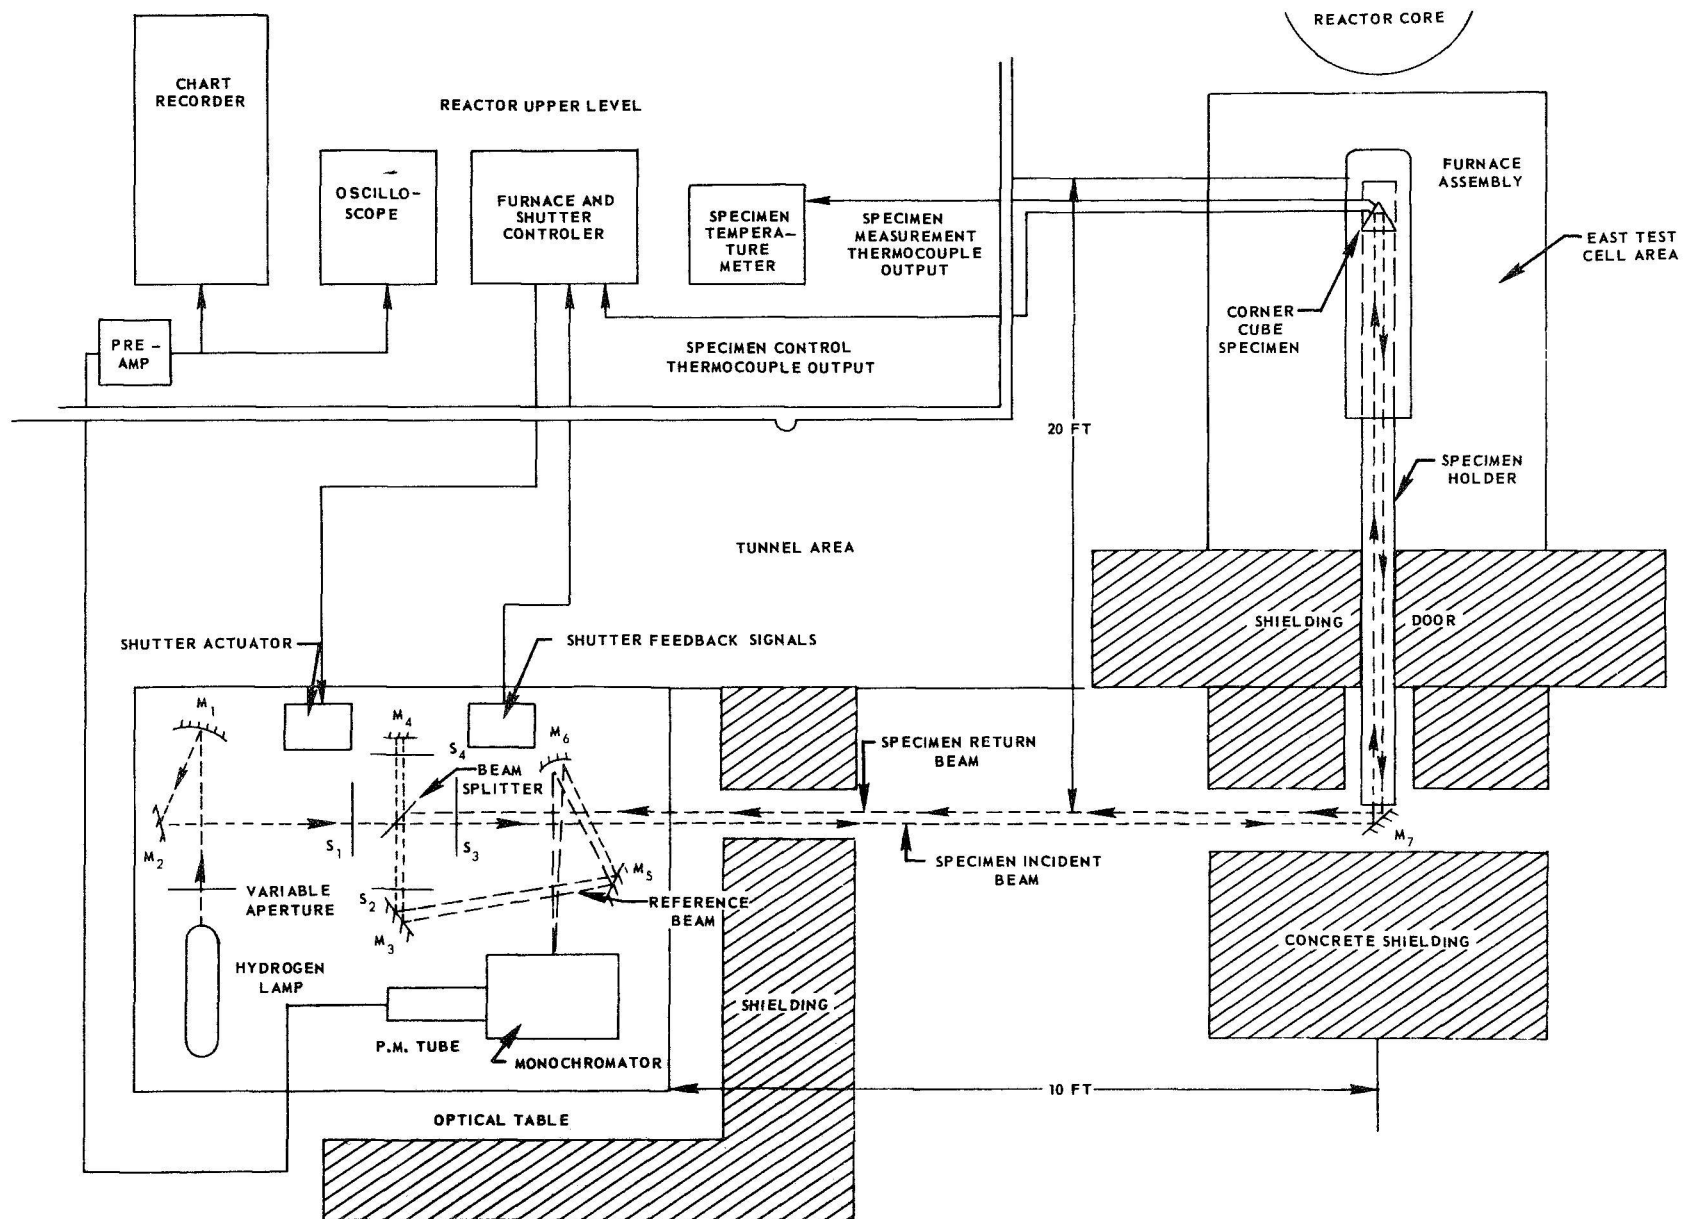 REACTOR CORE
CHART
RECORDER
REACTOR UPPER LEVEL
OSCILLO-
SCOPE
FURNACE AND
SHUTTER
CONTROLER
SPECIMEN
TEMPERA-
TURE
METER
SPECIMEN
MEASUREMENT
THERMOCOUPLE
OUTPUT
FURNACE
ASSEMBLY
EAST TEST
CELL AREA
CORNER
CUBE
SPECIMEN
PRE-
AMP
SPECIMEN CONTROL
THERMOCOUPLE OUTPUT
20 FT
SPECIMEN
HOLDER
TUNNEL AREA
SHIELDING
DOOR
SHUTTER ACTUATOR
SHUTTER FEEDBACK SIGNALS
M1
M4
M6
S4
BEAM
SPLITTER
SPECIMEN RETURN
BEAM
M2
S1
S3
M7
SPECIMEN INCIDENT
BEAM
M5
VARIABLE
APERTURE
S2
REFERENCE
BEAM
M3
HYDROGEN
LAMP
CONCRETE SHIELDING
SHIELDING
P.M. TUBE
MONOCHROMATOR
10 FT
OPTICAL TABLE